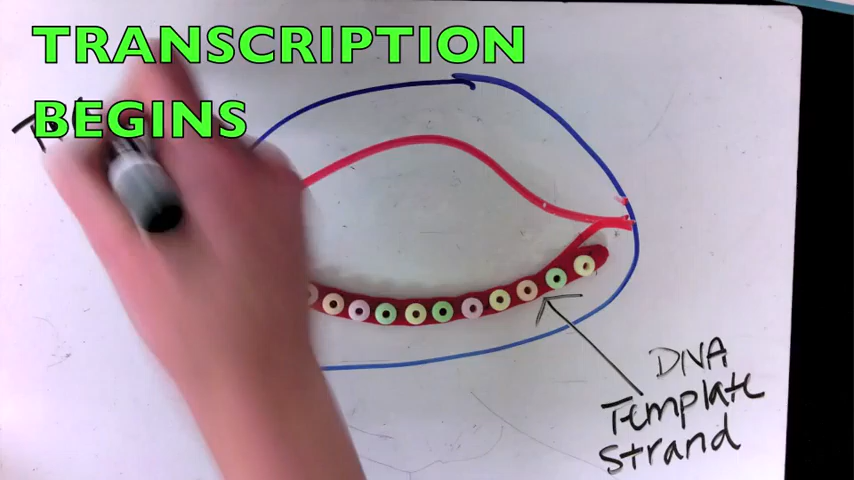 TRANSCRIPTION
BEGINS
DNA
Template
Strand